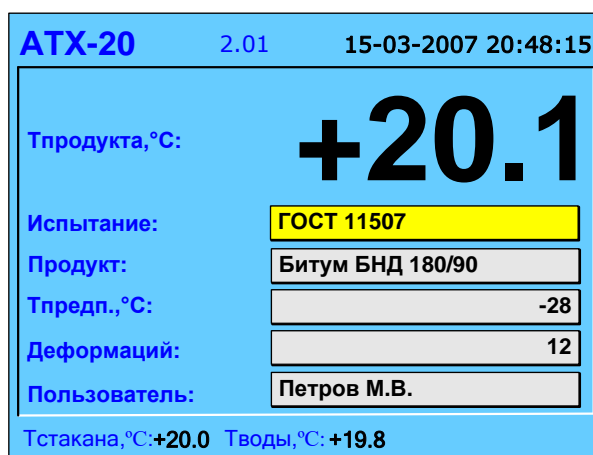 АТХ-20 2.01 15-03-2007 20:48:15
Тпродукта,°С: +20.1
Испытание: ГОСТ 11507
Продукт: Битум БНД 180/90
Тпредп.,°С: -28
Деформаций: 12
Пользователь: Петров М.В.
Тстакана,°С:+20.0 Тводы,°С:+19.8